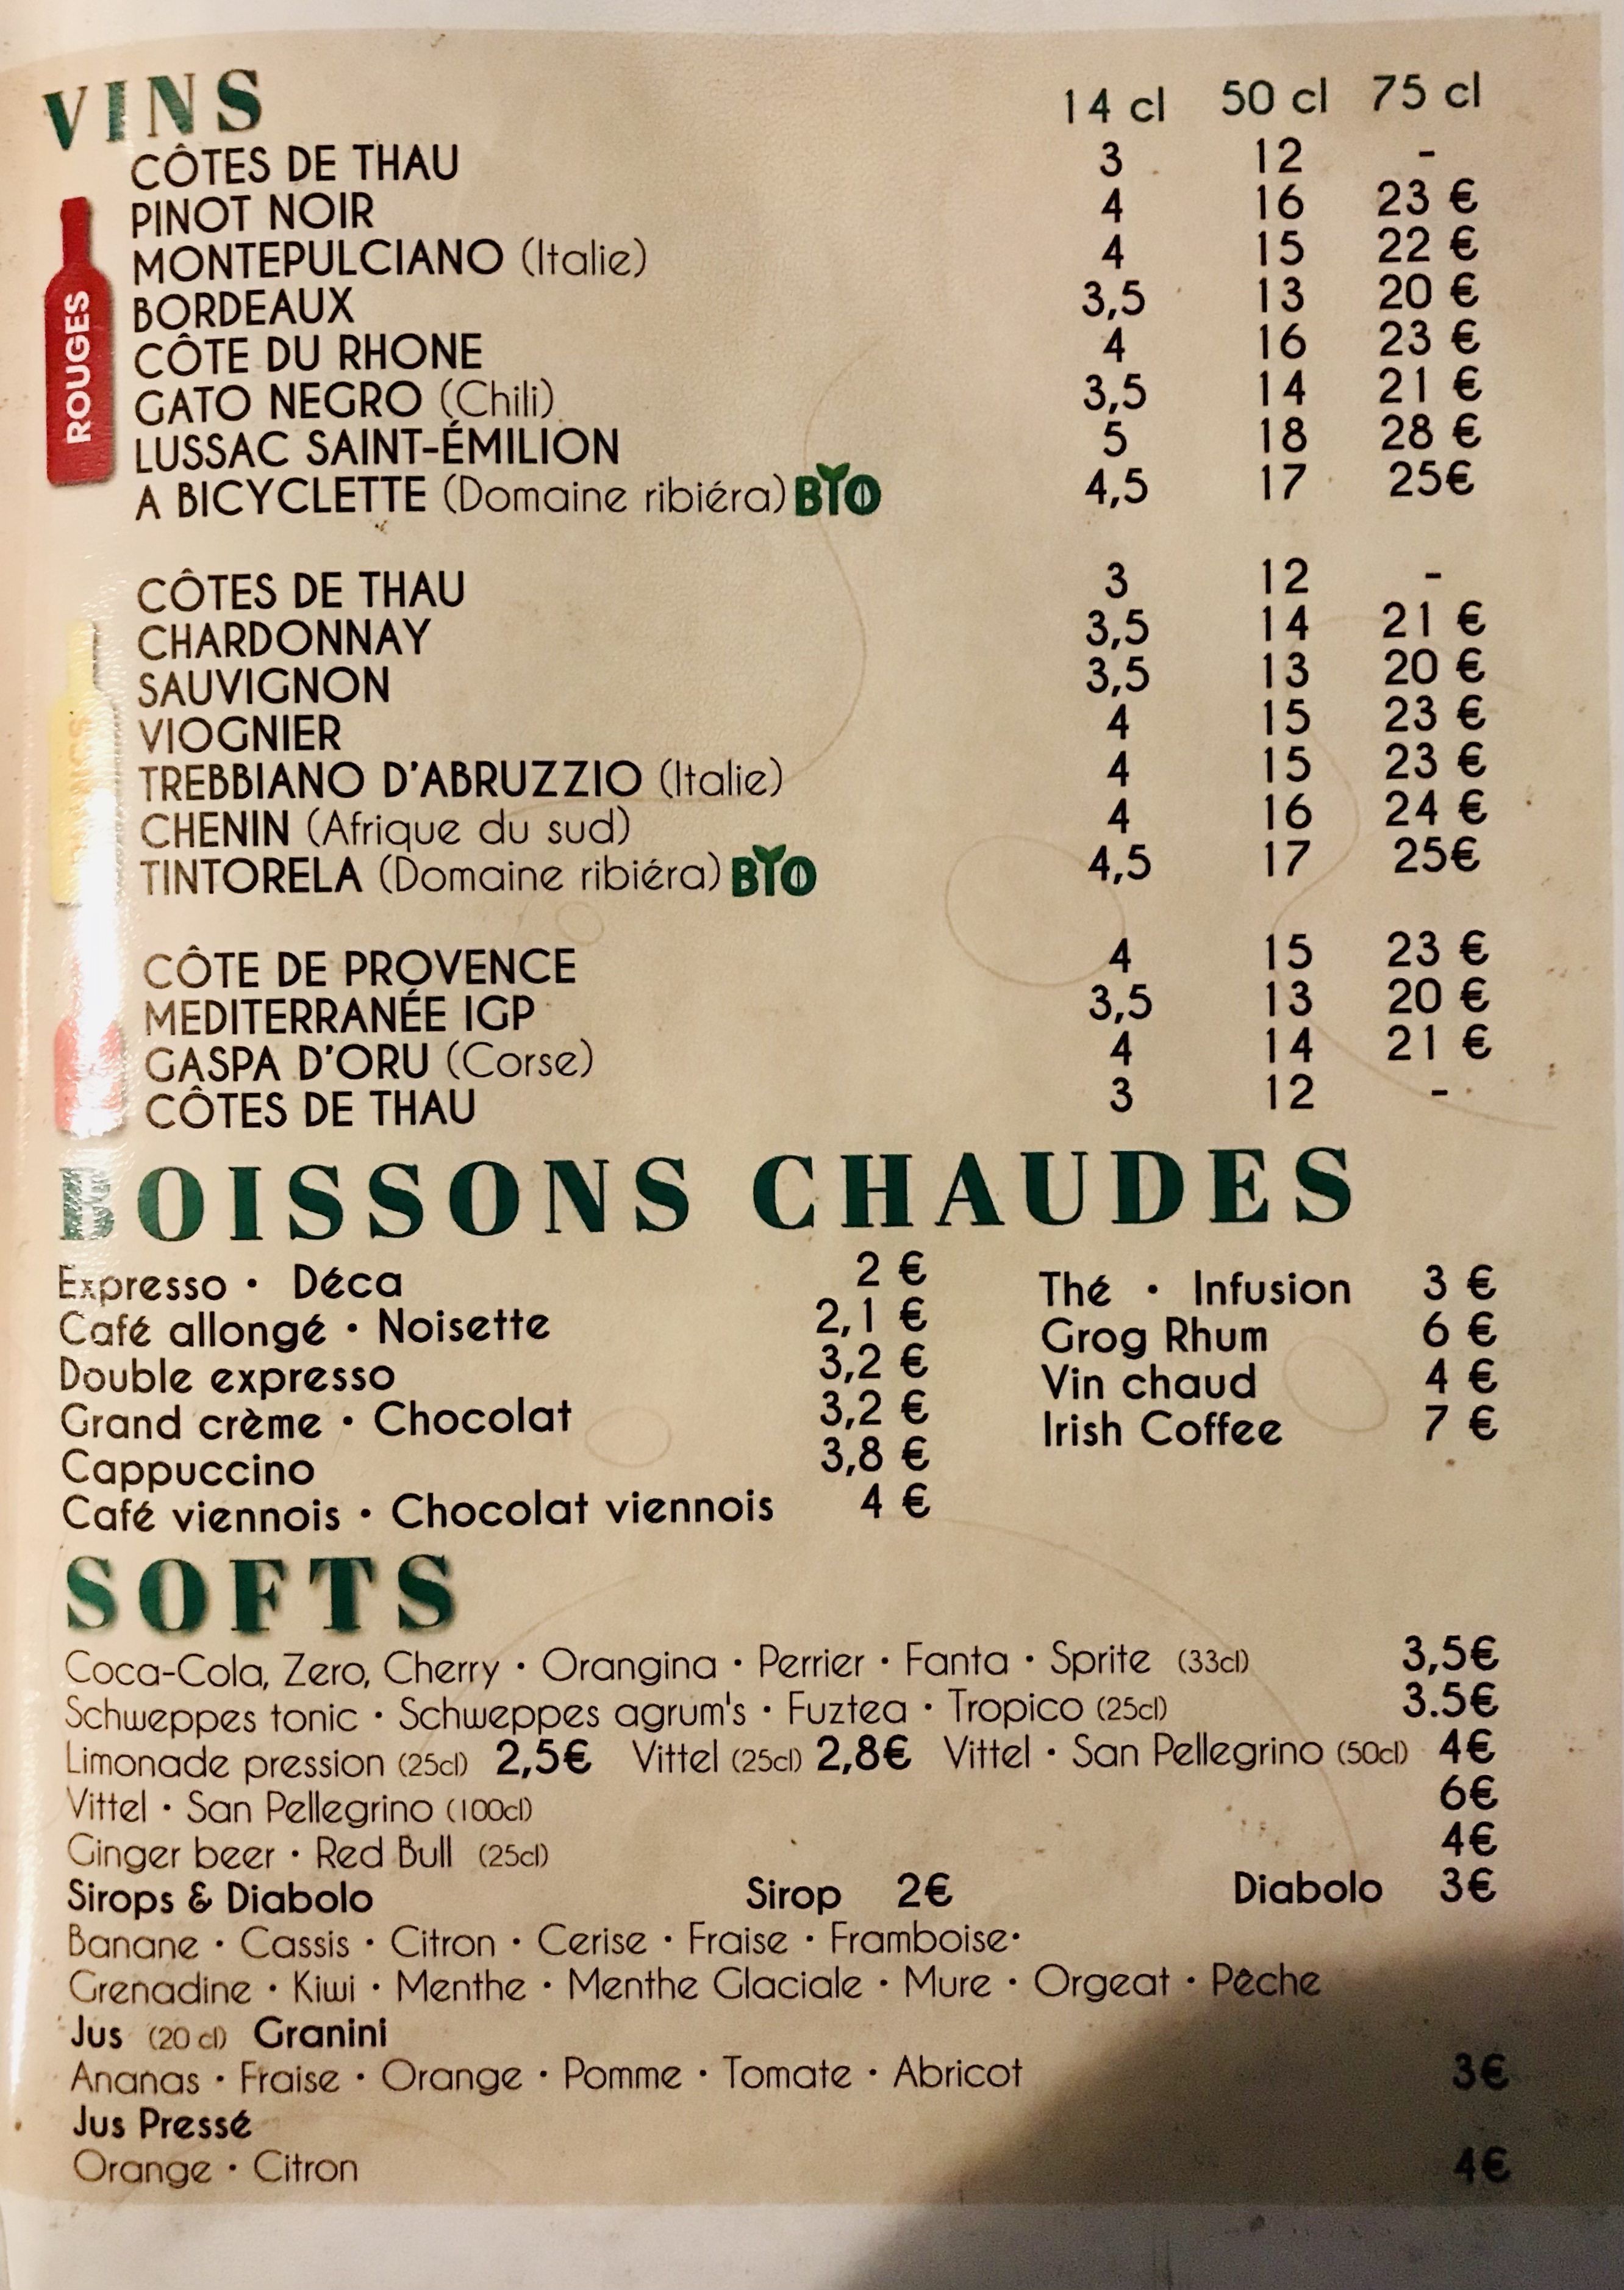 VINS 14 cl 50 cl 75 cl
CÔTES DE THAU 3 12 -
PINOT NOIR 4 16 23 €
MONTEPULCIANO (Italie) 4 15 22 €
BORDEAUX 3,5 13 20 €
CÔTE DU RHONE 4 16 23 €
GATO NEGRO (Chili) 3,5 14 21 €
LUSSAC SAINT-ÉMILION 5 18 28 €
A BICYCLETTE (Domaine ribiéra) BIO 4,5 17 25€
ROUGES
CÔTES DE THAU 3 12 -
CHARDONNAY 3,5 14 21 €
SAUVIGNON 3,5 13 20 €
VIOGNIER 4 15 23 €
TREBBIANO D'ABRUZZIO (Italie) 4 15 23 €
CHENIN (Afrique du sud) 4 16 24 €
TINTORELA (Domaine ribiéra) BIO 4,5 17 25€
CÔTE DE PROVENCE 4 15 23 €
MEDITERRANÉE IGP 3,5 13 20 €
GASPA D'ORU (Corse) 4 14 21 €
CÔTES DE THAU 3 12 -
BOISSONS CHAUDES
Expresso • Déca 2 €
Café allongé • Noisette 2,1 €
Double expresso 3,2 €
Grand crème • Chocolat 3,2 €
Cappuccino 3,8 €
Café viennois • Chocolat viennois 4 €
Thé • Infusion 3 €
Grog Rhum 6 €
Vin chaud 4 €
Irish Coffee 7 €
SOFTS
Coca-Cola, Zero, Cherry • Orangina • Perrier • Fanta • Sprite (33cl) 3,5€
Schweppes tonic • Schweppes agrum's • Fuztea • Tropico (25cl) 3.5€
Limonade pression (25cl) 2,5€ Vittel (25cl) 2,8€ Vittel • San Pellegrino (50cl) 4€
Vittel • San Pellegrino (100cl) 6€
Ginger beer • Red Bull (25cl) 4€
Sirops & Diabolo Sirop 2€ Diabolo 3€
Banane • Cassis • Citron • Cerise • Fraise • Framboise•
Grenadine • Kiwi • Menthe • Menthe Glaciale • Mure • Orgeat • Pêche
Jus (20 cl) Granini
Ananas • Fraise • Orange • Pomme • Tomate • Abricot 3€
Jus Pressé
Orange • Citron 4€